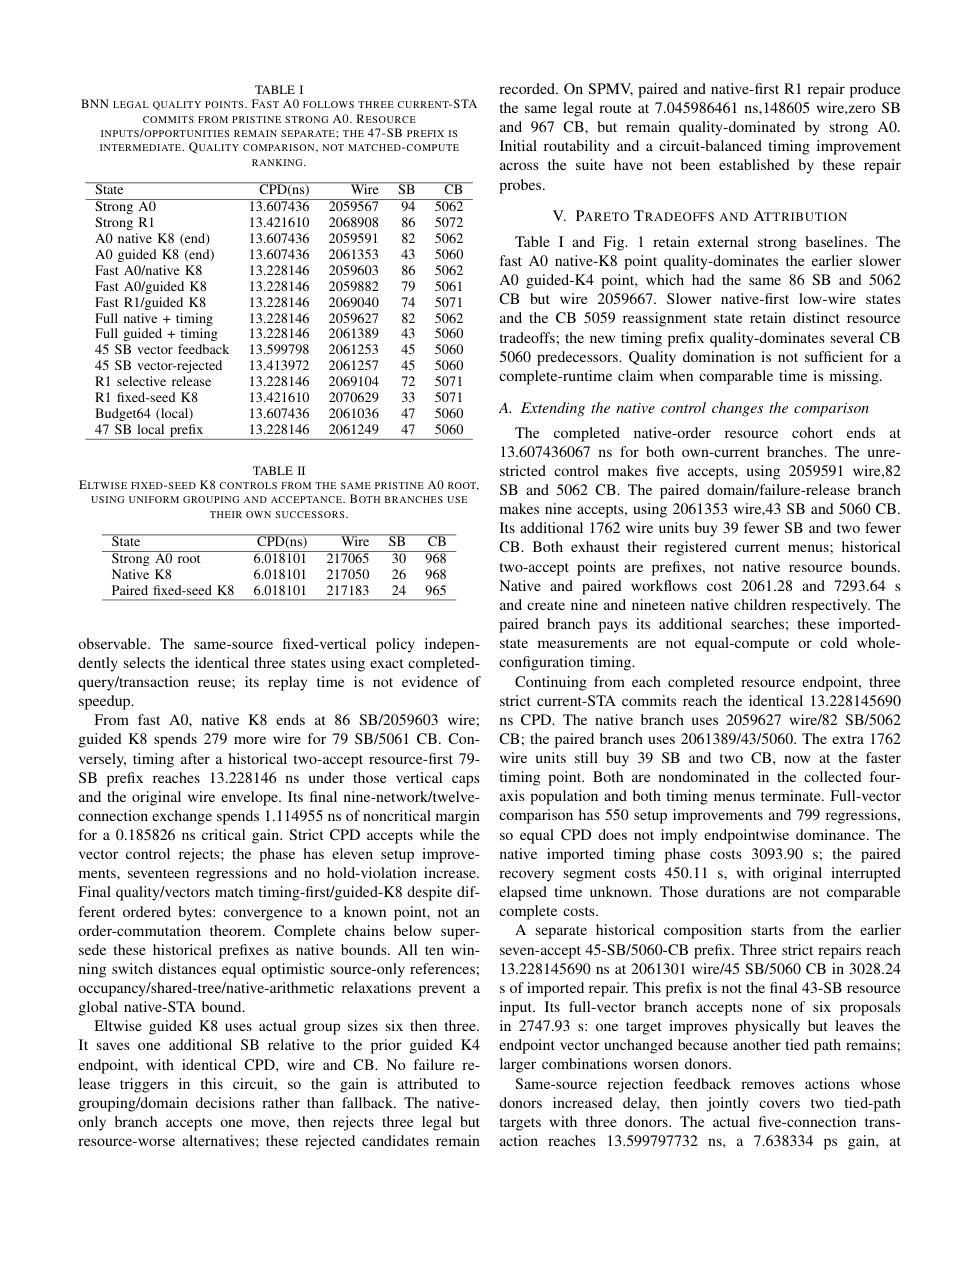 TABLE I
BNN LEGAL QUALITY POINTS. FAST A0 FOLLOWS THREE CURRENT-STA
COMMITS FROM PRISTINE STRONG A0. RESOURCE
INPUTS/OPPORTUNITIES REMAIN SEPARATE; THE 47-SB PREFIX IS
INTERMEDIATE. QUALITY COMPARISON, NOT MATCHED-COMPUTE
RANKING.
State CPD(ns) Wire SB CB
Strong A0 13.607436 2059567 94 5062
Strong R1 13.421610 2068908 86 5072
A0 native K8 (end) 13.607436 2059591 82 5062
A0 guided K8 (end) 13.607436 2061353 43 5060
Fast A0/native K8 13.228146 2059603 86 5062
Fast A0/guided K8 13.228146 2059882 79 5061
Fast R1/guided K8 13.228146 2069040 74 5071
Full native + timing 13.228146 2059627 82 5062
Full guided + timing 13.228146 2061389 43 5060
45 SB vector feedback 13.599798 2061253 45 5060
45 SB vector-rejected 13.413972 2061257 45 5060
R1 selective release 13.228146 2069104 72 5071
R1 fixed-seed K8 13.421610 2070629 33 5071
Budget64 (local) 13.607436 2061036 47 5060
47 SB local prefix 13.228146 2061249 47 5060
TABLE II
ELTWISE FIXED-SEED K8 CONTROLS FROM THE SAME PRISTINE A0 ROOT,
USING UNIFORM GROUPING AND ACCEPTANCE. BOTH BRANCHES USE
THEIR OWN SUCCESSORS.
State CPD(ns) Wire SB CB
Strong A0 root 6.018101 217065 30 968
Native K8 6.018101 217050 26 968
Paired fixed-seed K8 6.018101 217183 24 965
observable. The same-source fixed-vertical policy indepen-
dently selects the identical three states using exact completed-
query/transaction reuse; its replay time is not evidence of
speedup.
From fast A0, native K8 ends at 86 SB/2059603 wire;
guided K8 spends 279 more wire for 79 SB/5061 CB. Con-
versely, timing after a historical two-accept resource-first 79-
SB prefix reaches 13.228146 ns under those vertical caps
and the original wire envelope. Its final nine-network/twelve-
connection exchange spends 1.114955 ns of noncritical margin
for a 0.185826 ns critical gain. Strict CPD accepts while the
vector control rejects; the phase has eleven setup improve-
ments, seventeen regressions and no hold-violation increase.
Final quality/vectors match timing-first/guided-K8 despite dif-
ferent ordered bytes: convergence to a known point, not an
order-commutation theorem. Complete chains below super-
sede these historical prefixes as native bounds. All ten win-
ning switch distances equal optimistic source-only references;
occupancy/shared-tree/native-arithmetic relaxations prevent a
global native-STA bound.
Eltwise guided K8 uses actual group sizes six then three.
It saves one additional SB relative to the prior guided K4
endpoint, with identical CPD, wire and CB. No failure re-
lease triggers in this circuit, so the gain is attributed to
grouping/domain decisions rather than fallback. The native-
only branch accepts one move, then rejects three legal but
resource-worse alternatives; these rejected candidates remain
recorded. On SPMV, paired and native-first R1 repair produce
the same legal route at 7.045986461 ns,148605 wire,zero SB
and 967 CB, but remain quality-dominated by strong A0.
Initial routability and a circuit-balanced timing improvement
across the suite have not been established by these repair
probes.
V. PARETO TRADEOFFS AND ATTRIBUTION
Table I and Fig. 1 retain external strong baselines. The
fast A0 native-K8 point quality-dominates the earlier slower
A0 guided-K4 point, which had the same 86 SB and 5062
CB but wire 2059667. Slower native-first low-wire states
and the CB 5059 reassignment state retain distinct resource
tradeoffs; the new timing prefix quality-dominates several CB
5060 predecessors. Quality domination is not sufficient for a
complete-runtime claim when comparable time is missing.
A. Extending the native control changes the comparison
The completed native-order resource cohort ends at
13.607436067 ns for both own-current branches. The unre-
stricted control makes five accepts, using 2059591 wire,82
SB and 5062 CB. The paired domain/failure-release branch
makes nine accepts, using 2061353 wire,43 SB and 5060 CB.
Its additional 1762 wire units buy 39 fewer SB and two fewer
CB. Both exhaust their registered current menus; historical
two-accept points are prefixes, not native resource bounds.
Native and paired workflows cost 2061.28 and 7293.64 s
and create nine and nineteen native children respectively. The
paired branch pays its additional searches; these imported-
state measurements are not equal-compute or cold whole-
configuration timing.
Continuing from each completed resource endpoint, three
strict current-STA commits reach the identical 13.228145690
ns CPD. The native branch uses 2059627 wire/82 SB/5062
CB; the paired branch uses 2061389/43/5060. The extra 1762
wire units still buy 39 SB and two CB, now at the faster
timing point. Both are nondominated in the collected four-
axis population and both timing menus terminate. Full-vector
comparison has 550 setup improvements and 799 regressions,
so equal CPD does not imply endpointwise dominance. The
native imported timing phase costs 3093.90 s; the paired
recovery segment costs 450.11 s, with original interrupted
elapsed time unknown. Those durations are not comparable
complete costs.
A separate historical composition starts from the earlier
seven-accept 45-SB/5060-CB prefix. Three strict repairs reach
13.228145690 ns at 2061301 wire/45 SB/5060 CB in 3028.24
s of imported repair. This prefix is not the final 43-SB resource
input. Its full-vector branch accepts none of six proposals
in 2747.93 s: one target improves physically but leaves the
endpoint vector unchanged because another tied path remains;
larger combinations worsen donors.
Same-source rejection feedback removes actions whose
donors increased delay, then jointly covers two tied-path
targets with three donors. The actual five-connection trans-
action reaches 13.599797732 ns, a 7.638334 ps gain, at